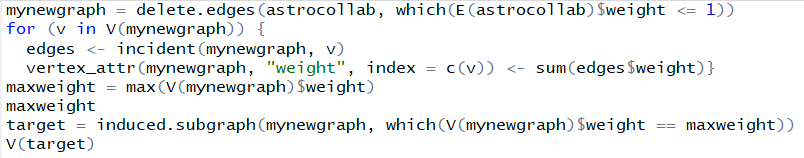 mynewgraph = delete.edges(astrocollab, which(E(astrocollab)$weight <= 1))
for (v in V(mynewgraph)) {
  edges <- incident(mynewgraph, v)
  vertex_attr(mynewgraph, "weight", index = c(v)) <- sum(edges$weight)}
maxweight = max(V(mynewgraph)$weight)
maxweight
target = induced.subgraph(mynewgraph, which(V(mynewgraph)$weight == maxweight))
V(target)